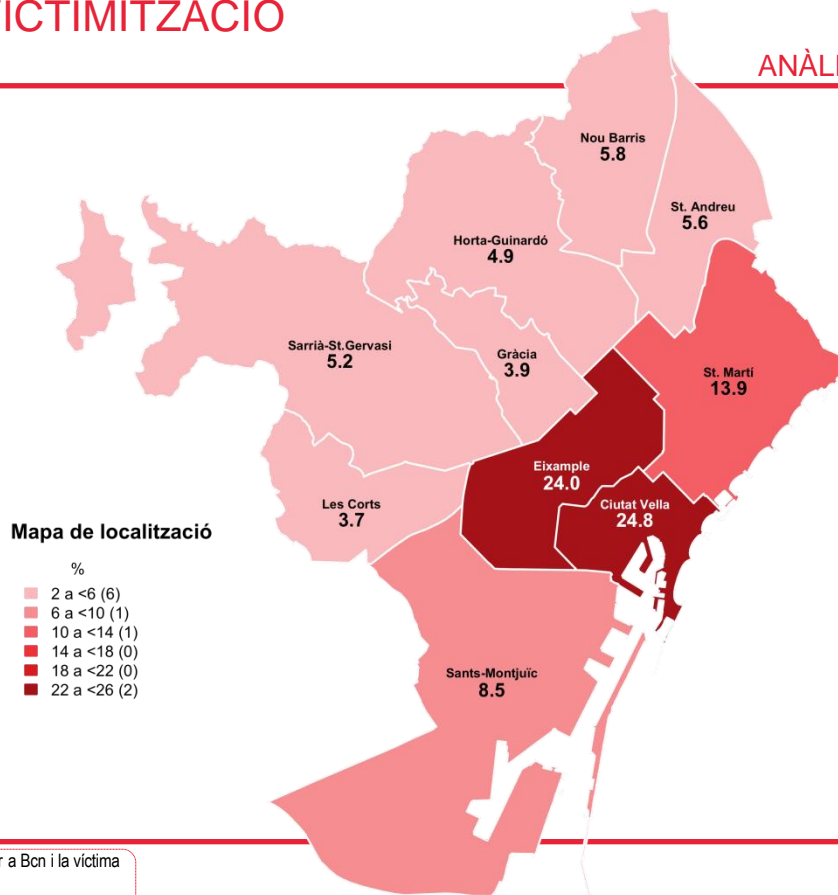 VICTIMITZACIÓ
ANÀLI
Nou Barris
5.8
St. Andreu
5.6
Horta-Guinardó
4.9
Sarrià-St.Gervasi
5.2
Gràcia
3.9
St. Martí
13.9
Eixample
24.0
Les Corts
3.7
Ciutat Vella
24.8
Mapa de localització
%
2 a <6 (6)
6 a <10 (1)
10 a <14 (1)
14 a <18 (0)
18 a <22 (0)
22 a <26 (2)
Sants-Montjuïc
8.5
r a Bcn i la víctima